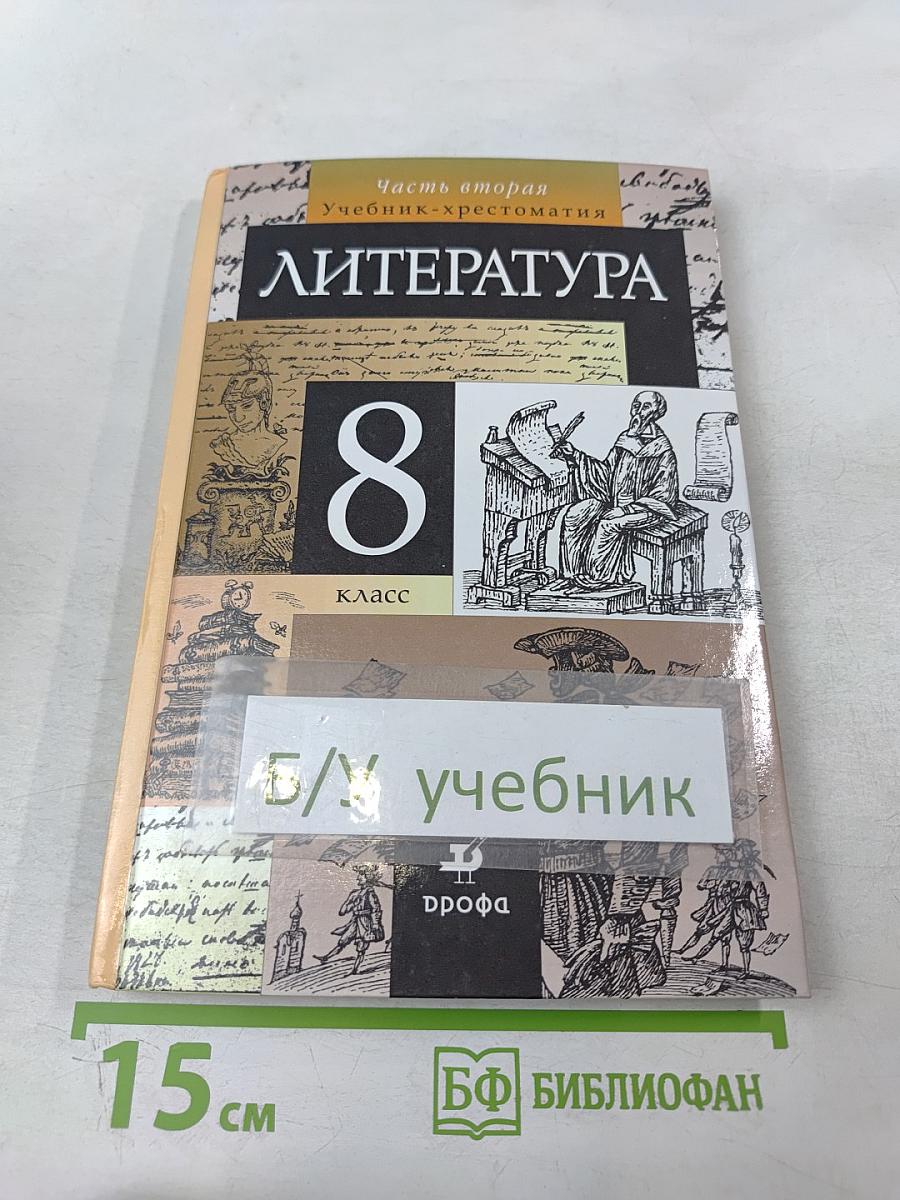 Часть вторая
Учебник-хрестоматия
ЛИТЕРАТУРА
8
класс
Б/У учебник
дрофа
15 см
БФ БИБЛИОФАН